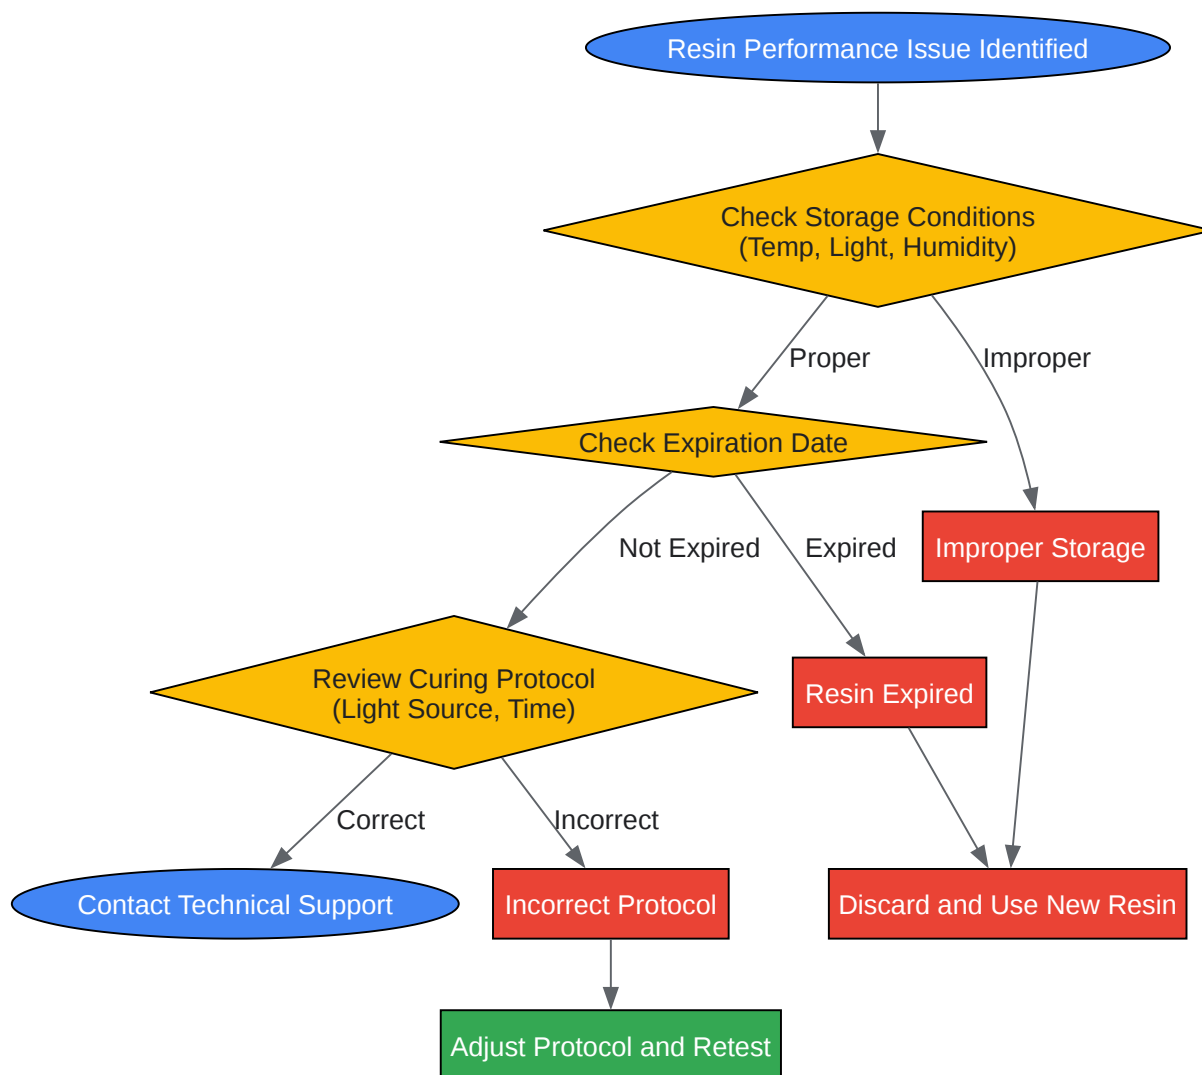 Resin Performance Issue Identified
Check Storage Conditions
(Temp, Light, Humidity)
Proper
Improper
Check Expiration Date
Not Expired
Expired
Improper Storage
Review Curing Protocol
(Light Source, Time)
Resin Expired
Correct
Incorrect
Contact Technical Support
Incorrect Protocol
Discard and Use New Resin
Adjust Protocol and Retest